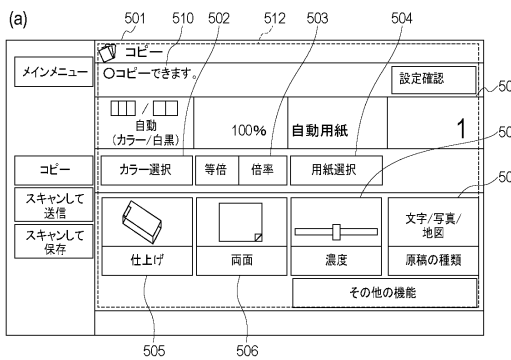 (a)
501 510 502 512 503 504
コピー
メインメニュー
○コピーできます。
設定確認
50
/
自動
(カラー/白黒)
100%
自動用紙
1
50
コピー
カラー選択
等倍
倍率
用紙選択
50
スキャンして
送信
スキャンして
保存
文字/写真/
地図
仕上げ
両面
濃度
原稿の種類
その他の機能
505 506